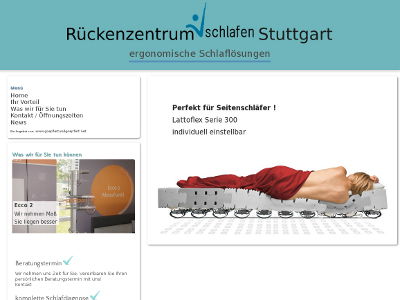 Rückenzentrum schlafen Stuttgart
ergonomische Schlaflösungen
Menü
Home
Ihr Vorteil
Was wir für Sie tun
Kontakt / Öffnungszeiten
News
Perfekt für Seitenschläfer !
Lattoflex Serie 300
individuell einstellbar
Was wir für Sie tun können
Ecco 2
Ecco 2
Wir nehmen Maß
Sie liegen besser
Beratungstermin
Wir nehmen uns Zeit für Sie, vereinbaren Sie Ihren
persönlichen Beratungstermin mit uns
Kontakt
komplette Schlafdiagnose